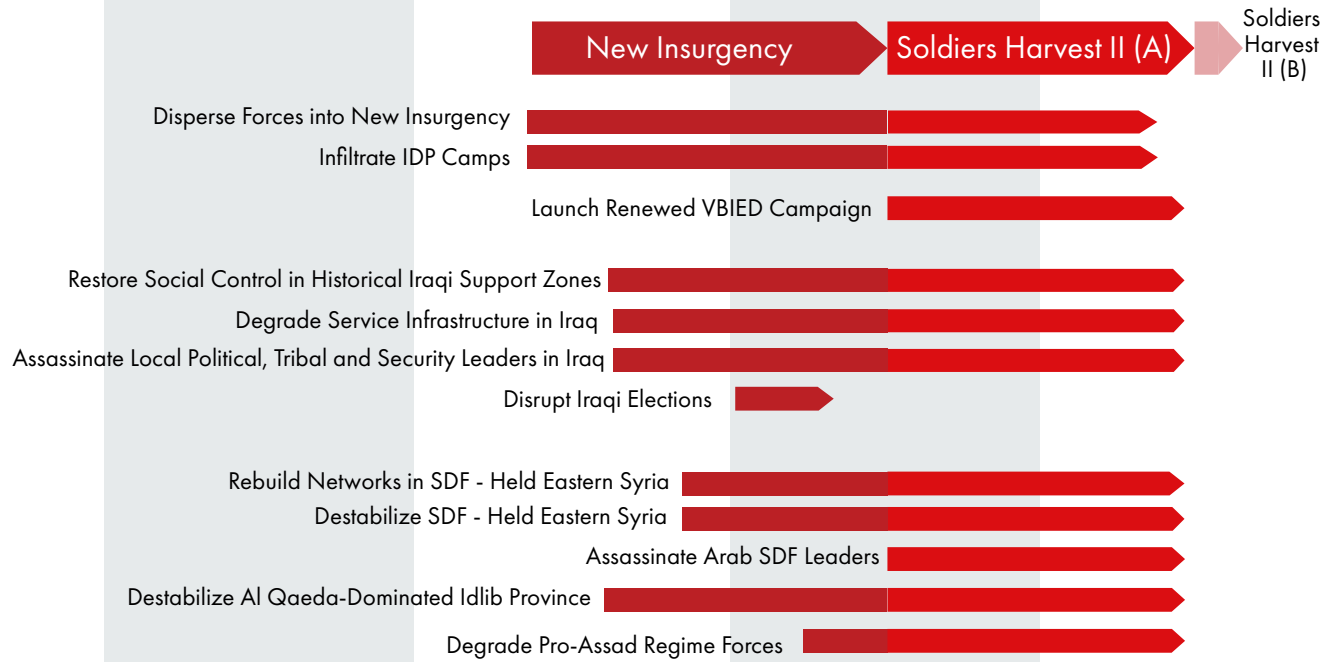 New Insurgency
Soldiers Harvest II (A)
Soldiers
Harvest
II (B)
Disperse Forces into New Insurgency
Infiltrate IDP Camps
Launch Renewed VBIED Campaign
Restore Social Control in Historical Iraqi Support Zones
Degrade Service Infrastructure in Iraq
Assassinate Local Political, Tribal and Security Leaders in Iraq
Disrupt Iraqi Elections
Rebuild Networks in SDF - Held Eastern Syria
Destabilize SDF - Held Eastern Syria
Assassinate Arab SDF Leaders
Destabilize Al Qaeda-Dominated Idlib Province
Degrade Pro-Assad Regime Forces